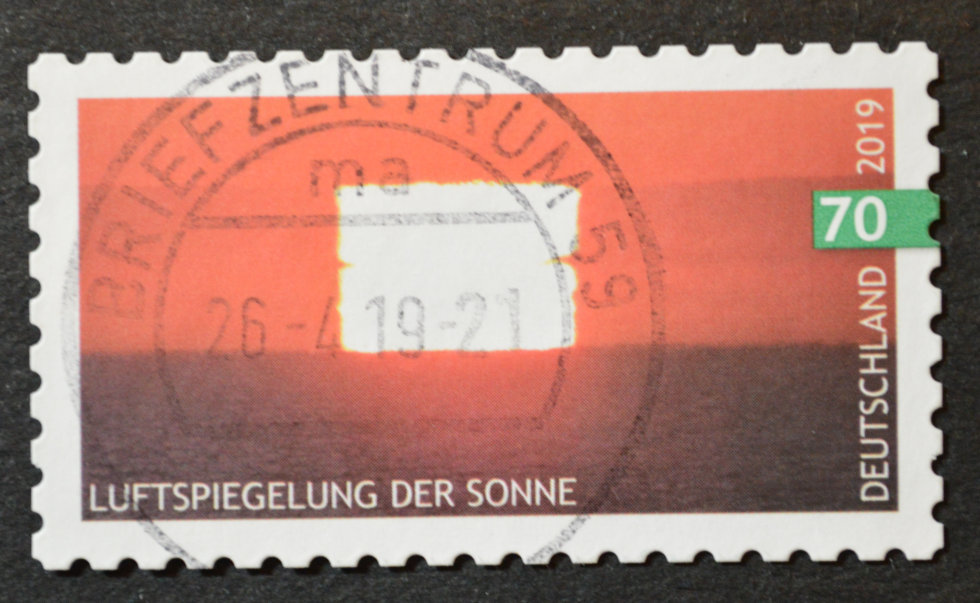 BRIEFZENTRUM 59
ma
26-4.19-21
LUFTSPIEGELUNG DER SONNE
DEUTSCHLAND 2019
70